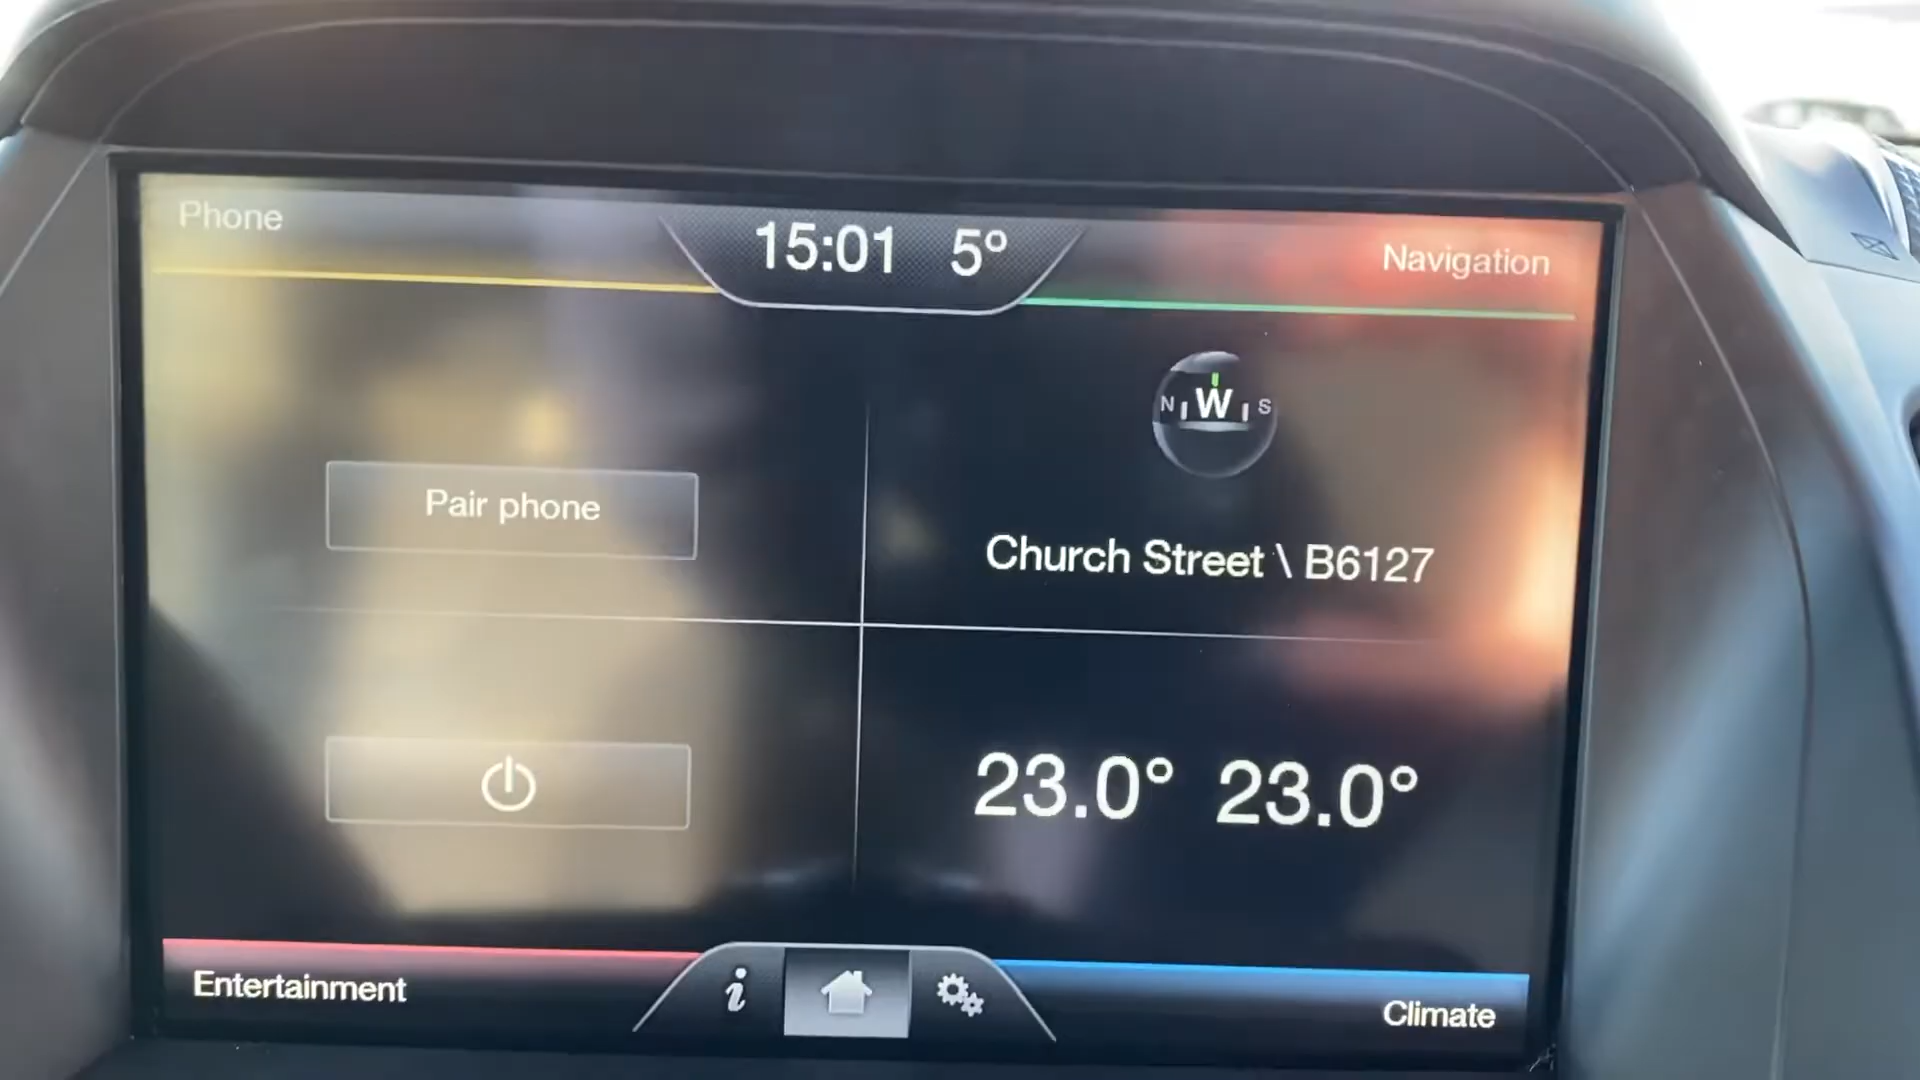 Phone
15:01 5°
Navigation
N W S
Pair phone
Church Street \ B6127
23.0° 23.0°
Entertainment
i
Climate